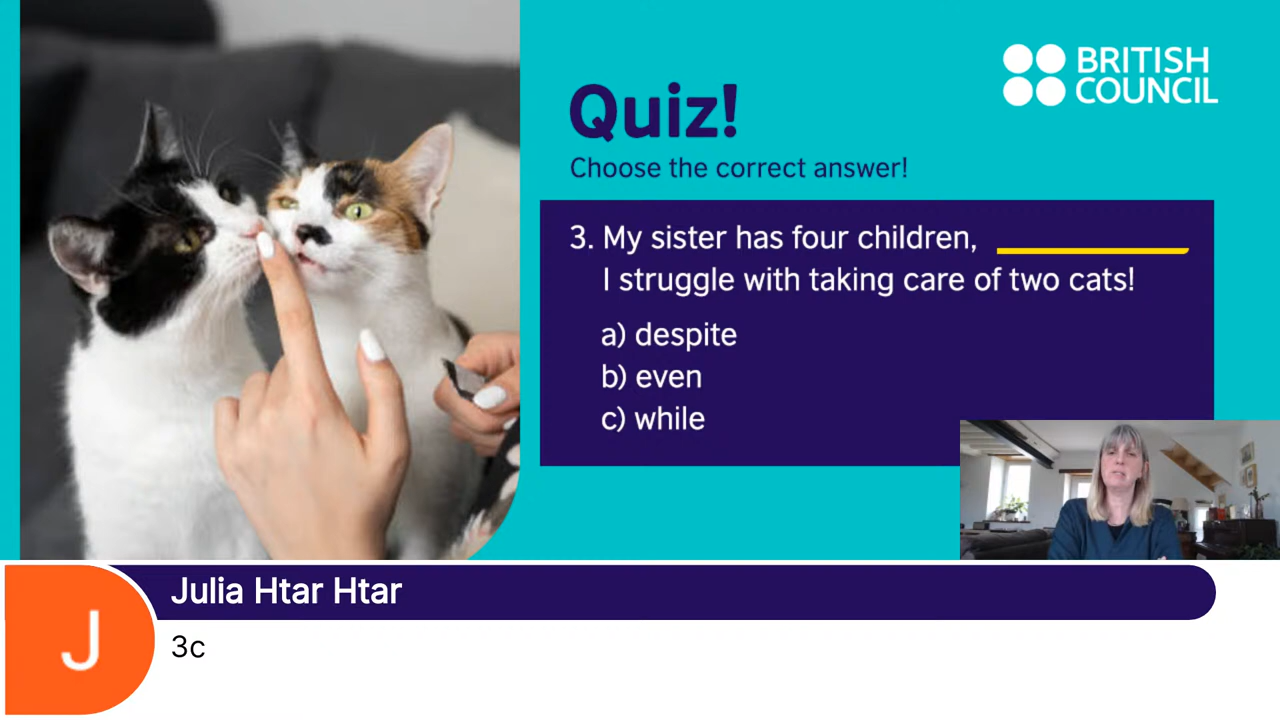 BRITISH
COUNCIL
Quiz!
Choose the correct answer!
3. My sister has four children, 
I struggle with taking care of two cats!
a) despite
b) even
c) while
Julia Htar Htar
J
3c